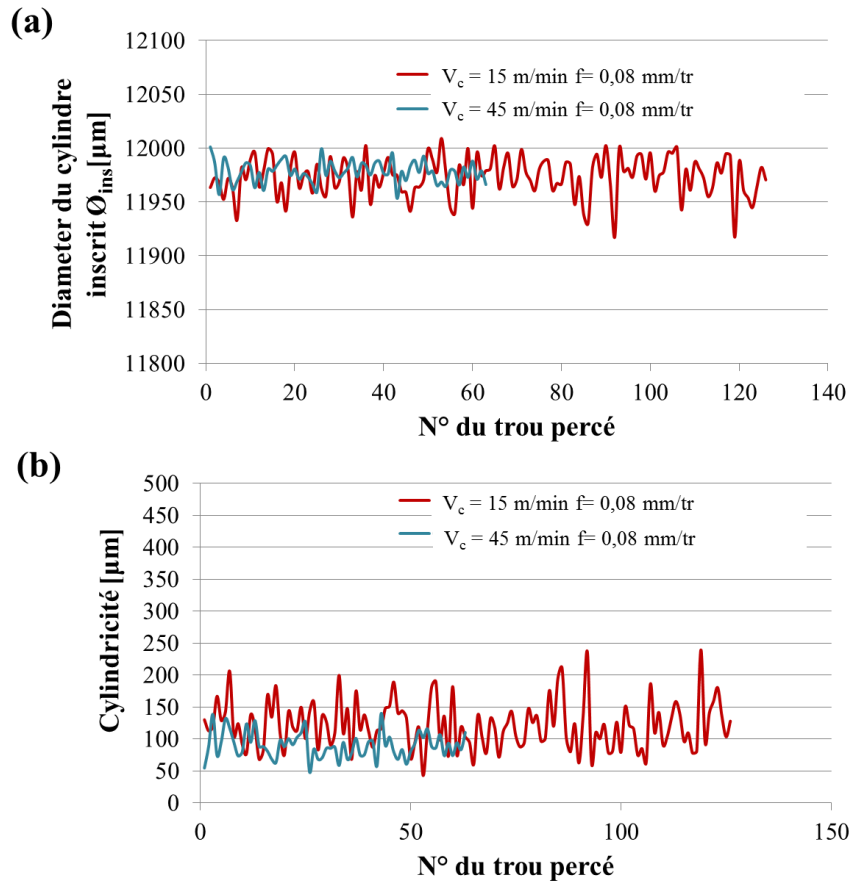 (a)
Diameter du cylindre
inscrit Øins[µm]
12100
12050
12000
11950
11900
11850
11800
Vc = 15 m/min f= 0,08 mm/tr
Vc = 45 m/min f= 0,08 mm/tr
0 20 40 60 80 100 120 140
N° du trou percé
(b)
Cylindricité [µm]
500
450
400
350
300
250
200
150
100
50
0
Vc = 15 m/min f= 0,08 mm/tr
Vc = 45 m/min f= 0,08 mm/tr
0 50 100 150
N° du trou percé